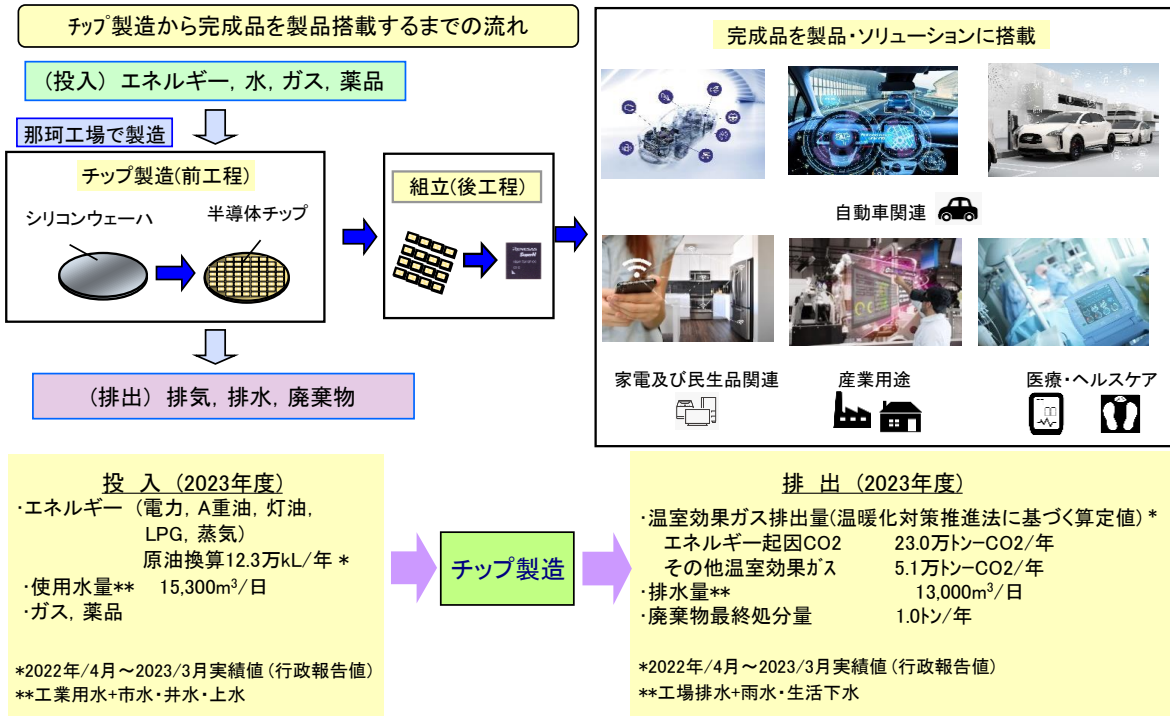 チップ製造から完成品を製品搭載するまでの流れ
(投入) エネルギー, 水, ガス, 薬品
那珂工場で製造
チップ製造(前工程)
シリコンウェーハ
半導体チップ
組立(後工程)
RENESAS
SuperH
(排出) 排気, 排水, 廃棄物
完成品を製品・ソリューションに搭載
自動車関連
家電及び民生品関連
産業用途
医療・ヘルスケア
投 入 (2023年度)
・エネルギー (電力, A重油, 灯油,
LPG, 蒸気)
原油換算12.3万kL/年 *
・使用水量** 15,300m³/日
・ガス, 薬品
*2022年/4月～2023/3月実績値 (行政報告値)
**工業用水+市水・井水・上水
チップ製造
排 出 (2023年度)
・温室効果ガス排出量(温暖化対策推進法に基づく算定値) *
エネルギー起因CO2 23.0万トン−CO2/年
その他温室効果ガス 5.1万トン−CO2/年
・排水量** 13,000m³/日
・廃棄物最終処分量 1.0トン/年
*2022年/4月～2023/3月実績値 (行政報告値)
**工場排水+雨水・生活下水